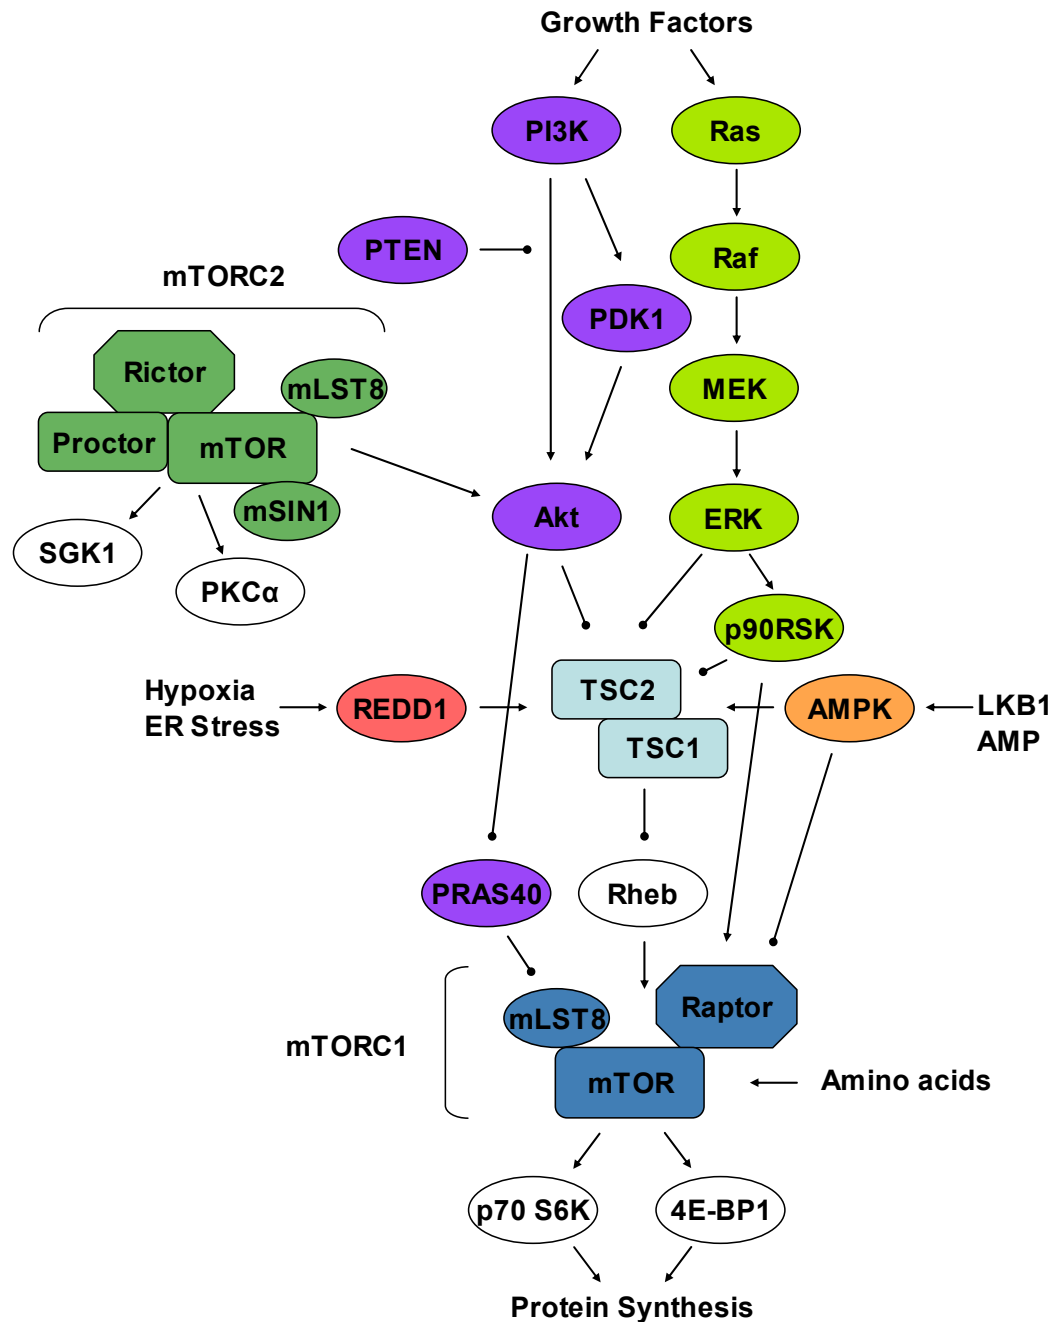 Growth Factors
PI3K
Ras
PTEN
Raf
mTORC2
PDK1
Rictor
mLST8
MEK
Proctor
mTOR
mSIN1
Akt
ERK
SGK1
PKCα
p90RSK
Hypoxia
ER Stress
REDD1
TSC2
TSC1
AMPK
LKB1
AMP
PRAS40
Rheb
mTORC1
mLST8
Raptor
mTOR
Amino acids
p70 S6K
4E-BP1
Protein Synthesis